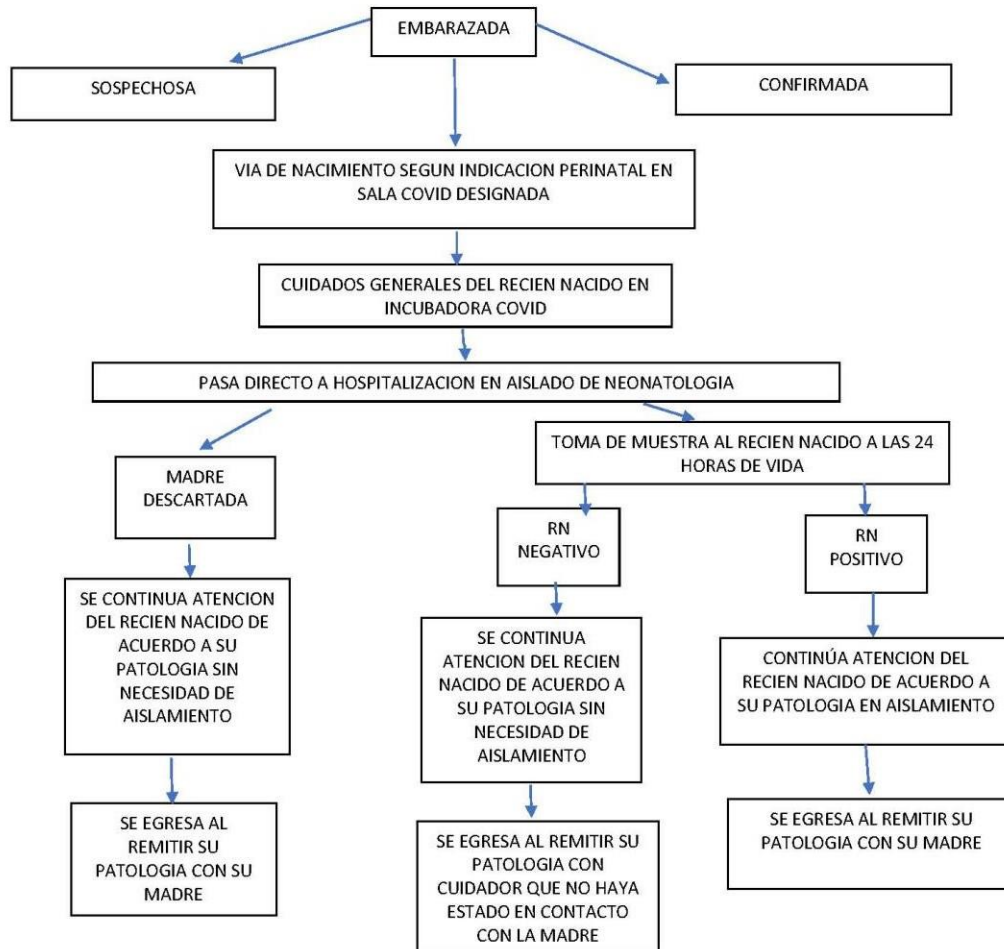 EMBARAZADA
SOSPECHOSA
CONFIRMADA
VIA DE NACIMIENTO SEGUN INDICACION PERINATAL EN
SALA COVID DESIGNADA
CUIDADOS GENERALES DEL RECIEN NACIDO EN
INCUBADORA COVID
PASA DIRECTO A HOSPITALIZACION EN AISLADO DE NEONATOLOGIA
MADRE
DESCARTADA
SE CONTINUA ATENCION
DEL RECIEN NACIDO DE
ACUERDO A SU
PATOLOGIA SIN
NECESIDAD DE
AISLAMIENTO
SE EGRESA AL
REMITIR SU
PATOLOGIA CON SU
MADRE
TOMA DE MUESTRA AL RECIEN NACIDO A LAS 24
HORAS DE VIDA
RN
NEGATIVO
SE CONTINUA
ATENCION DEL RECIEN
NACIDO DE ACUERDO A
SU PATOLOGIA SIN
NECESIDAD DE
AISLAMIENTO
SE EGRESA AL REMITIR SU
PATOLOGIA CON
CUIDADOR QUE NO HAYA
ESTADO EN CONTACTO
CON LA MADRE
RN
POSITIVO
CONTINÚA ATENCION DEL
RECIEN NACIDO DE ACUERDO A
SU PATOLOGIA EN AISLAMIENTO
SE EGRESA AL REMITIR SU
PATOLOGIA CON SU MADRE